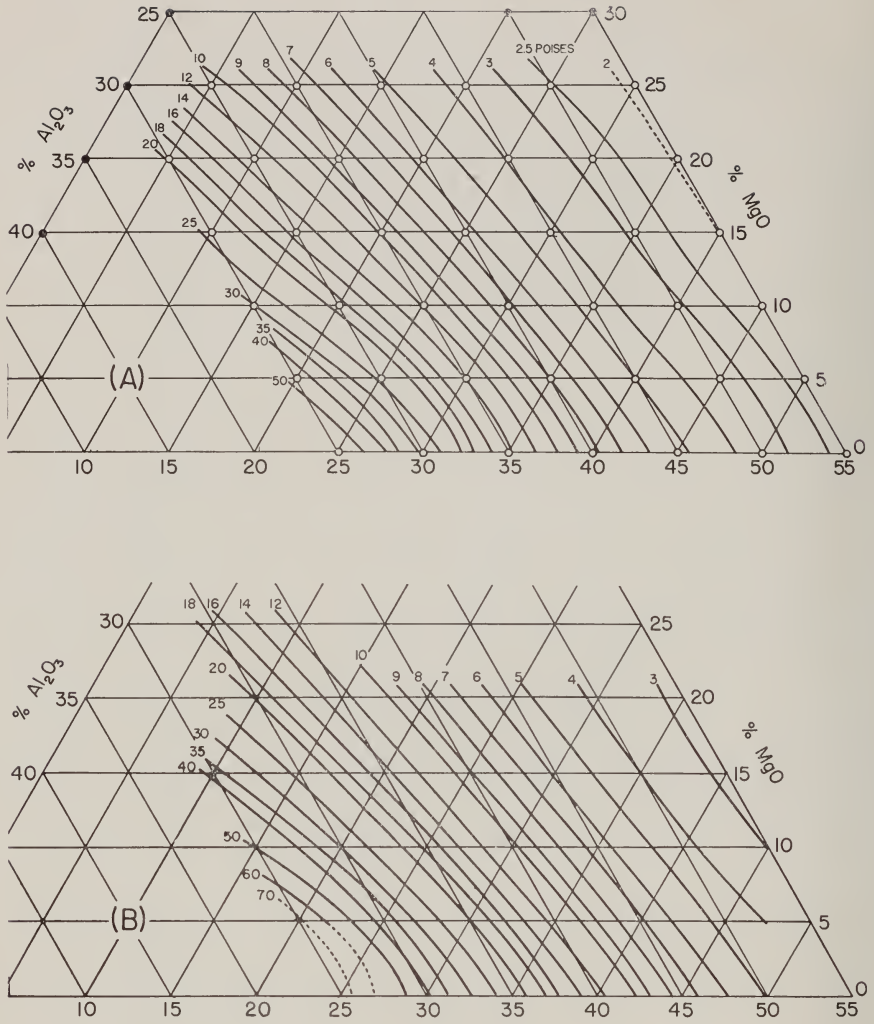 25 30
10 9 8 7 6 5 4 3 2.5 POISES 2
30 12 25
14
16
% Al₂O₃
18
20
35 20
% MgO
25
40 15
30 10
35
40
(A) 50 5
0
10 15 20 25 30 35 40 45 50 55
18 16 14 12
30 25
10
% Al₂O₃
20 9 8 7 6 5 4 3
35 20
25
30
% MgO
35
40 40 15
50 10
60
70
(B) 5
0
10 15 20 25 30 35 40 45 50 55